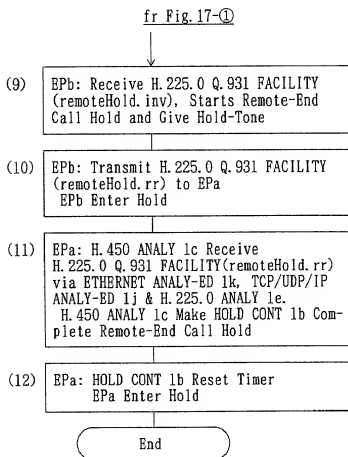 fr Fig. 17-①
(9) EPb: Receive H.225.0 Q.931 FACILITY
(remoteHold.inv), Starts Remote-End
Call Hold and Give Hold-Tone
(10) EPb: Transmit H.225.0 Q.931 FACILITY
(remoteHold.rr) to EPa
EPb Enter Hold
(11) EPa: H.450 ANALY 1c Receive
H.225.0 Q.931 FACILITY(remoteHold.rr)
via ETHERNET ANALY-ED 1k, TCP/UDP/IP
ANALY-ED 1j & H.225.0 ANALY 1e.
H.450 ANALY 1c Make HOLD CONT 1b Com-
plete Remote-End Call Hold
(12) EPa: HOLD CONT 1b Reset Timer
EPa Enter Hold
End